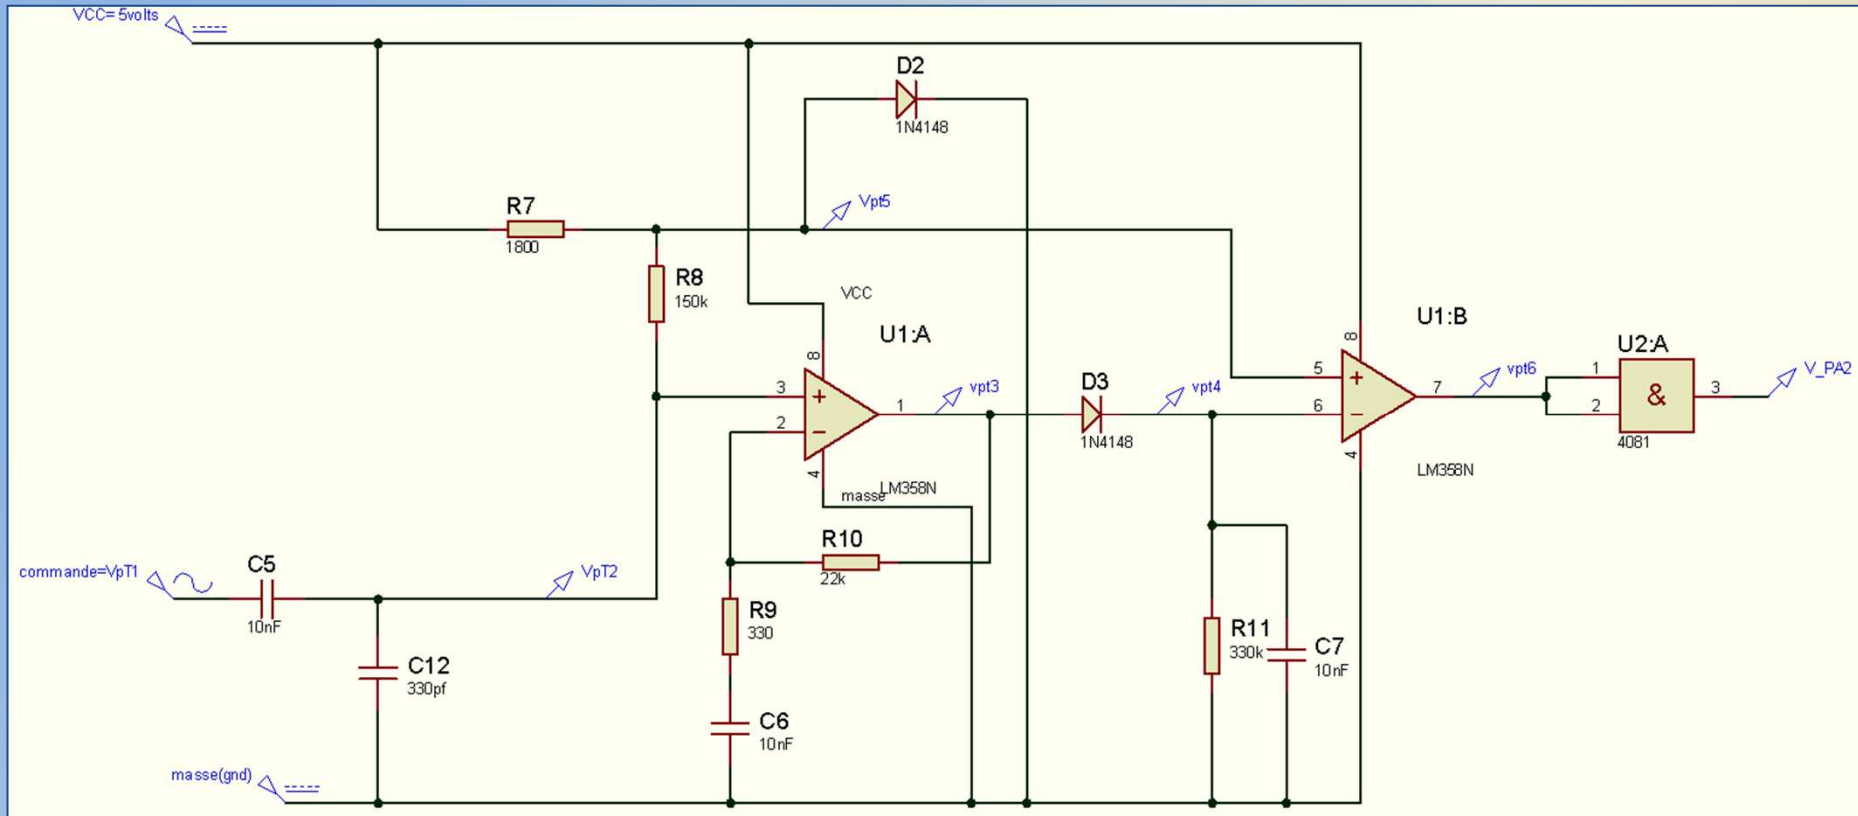 VCC= 5volts
D2
1N4148
R7
1800
Vpt5
R8
150k
VCC
U1:A
8
3
+
2
−
1
4
masse
LM358N
vpt3
D3
1N4148
vpt4
U1:B
8
5
+
6
−
7
4
LM358N
vpt6
U2:A
1
2
&
3
4081
V_PA2
R10
22k
commande=VpT1
C5
10nF
VpT2
C12
330pf
R9
330
C6
10nF
R11
330k
C7
10nF
masse(gnd)